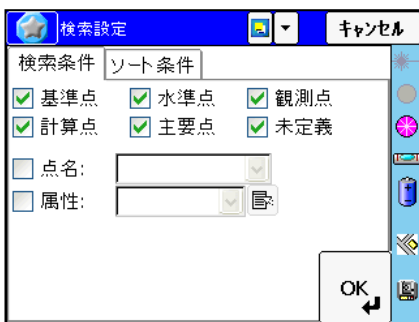 検索設定 キャンセル
検索条件 ソート条件
基準点 水準点 観測点
計算点 主要点 未定義
点名:
属性:
OK